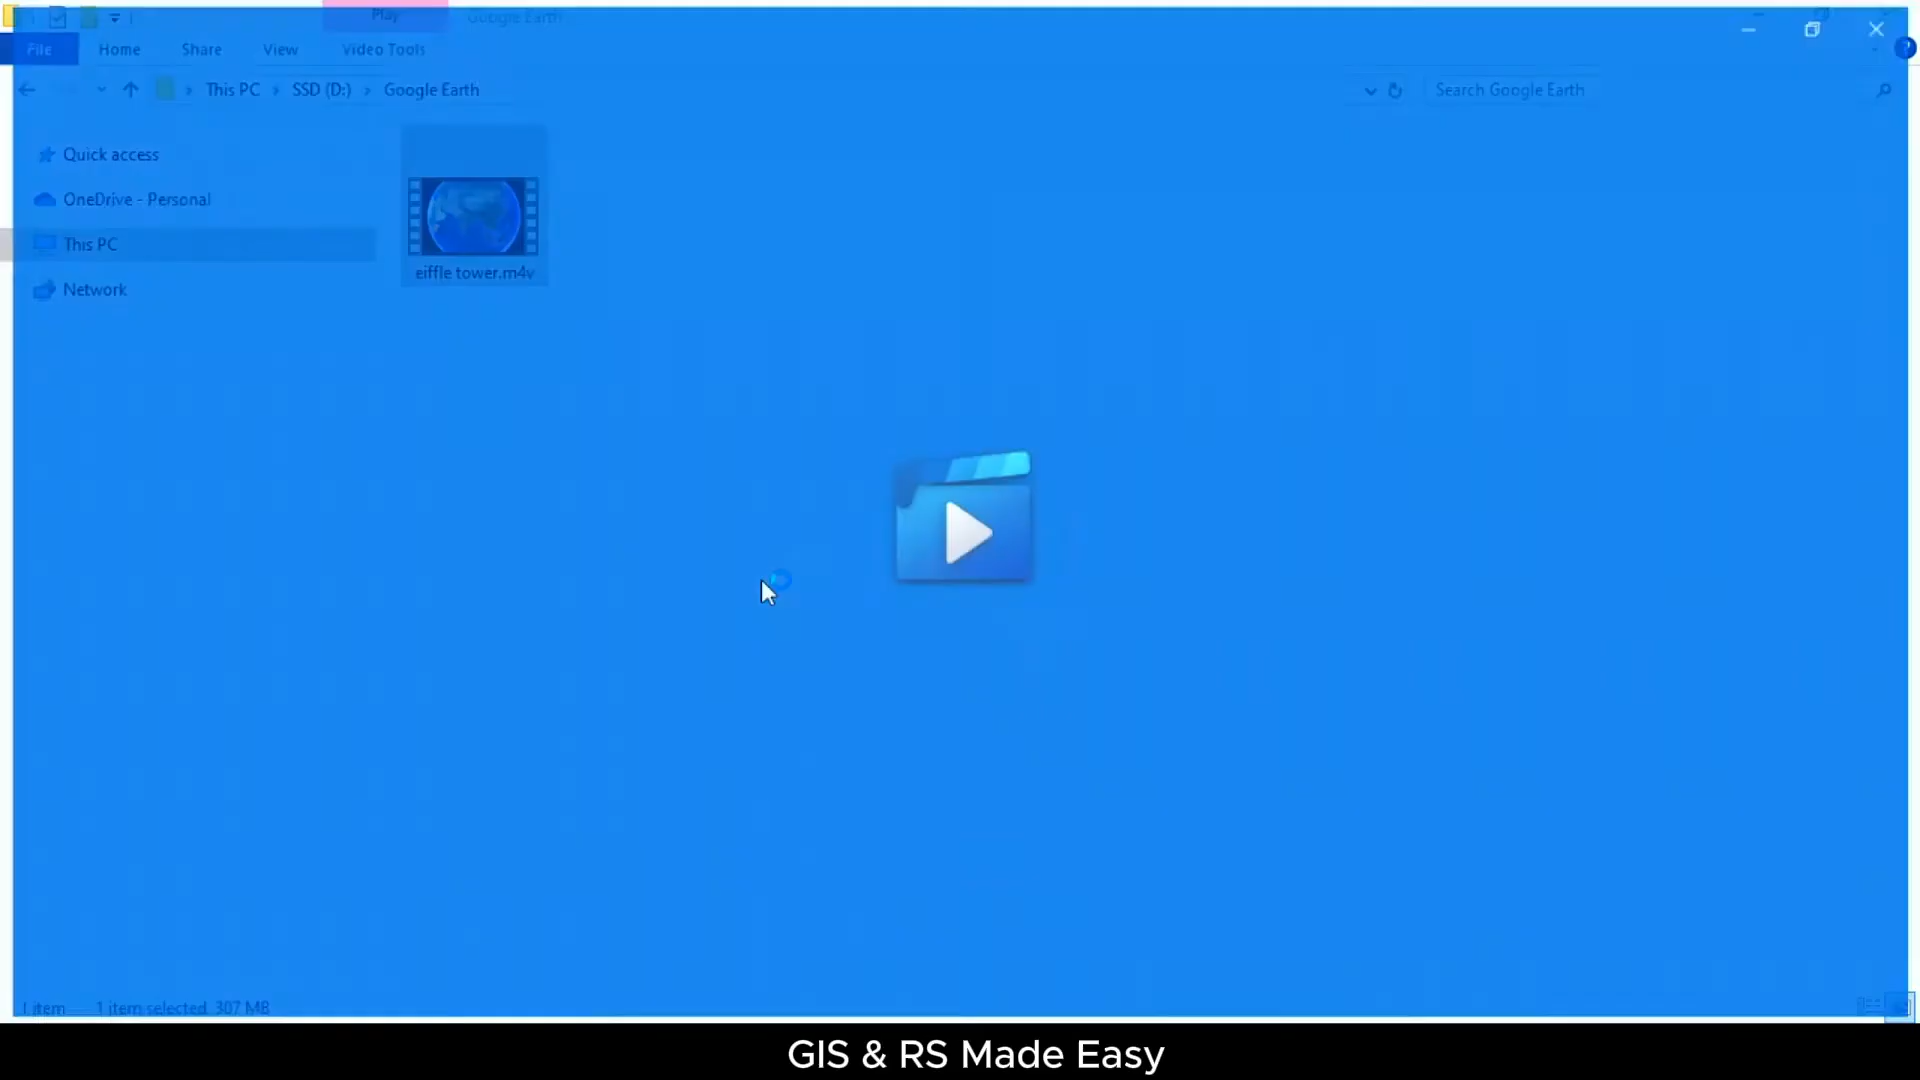 Play Google Earth
File Home Share View Video Tools
This PC SSD (D:) Google Earth Search Google Earth
Quick access
OneDrive - Personal
This PC
Network
eiffle tower.m4v
1 item 1 item selected 307 MB
GIS & RS Made Easy